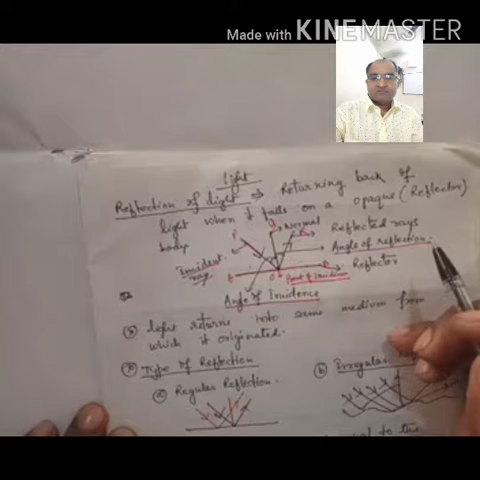 Made with KINEMASTER
Light
Reflection of light ⇒ Returning back of
light when it falls on a opaque (Reflector)
body
Normal
Reflected rays
Angle of reflection.
Incident
ray
Point of Incidence
Reflector
Angle of Incidence
light returns into same medium from
which it originated.
Type of Reflection
(a) Regular Reflection.
(b) Irregular
to the